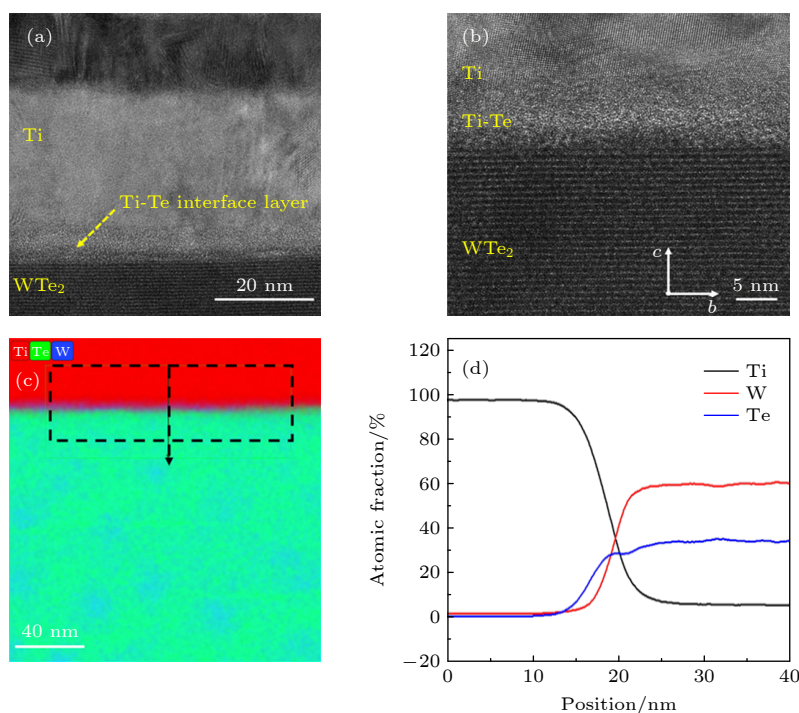 (a)
Ti
Ti-Te interface layer
WTe₂
20 nm
(b)
Ti
Ti-Te
WTe₂
c
b
5 nm
Ti Te W
(c)
40 nm
(d)
Ti
W
Te
120
100
80
60
40
20
0
−20
Atomic fraction/%
0 10 20 30 40
Position/nm